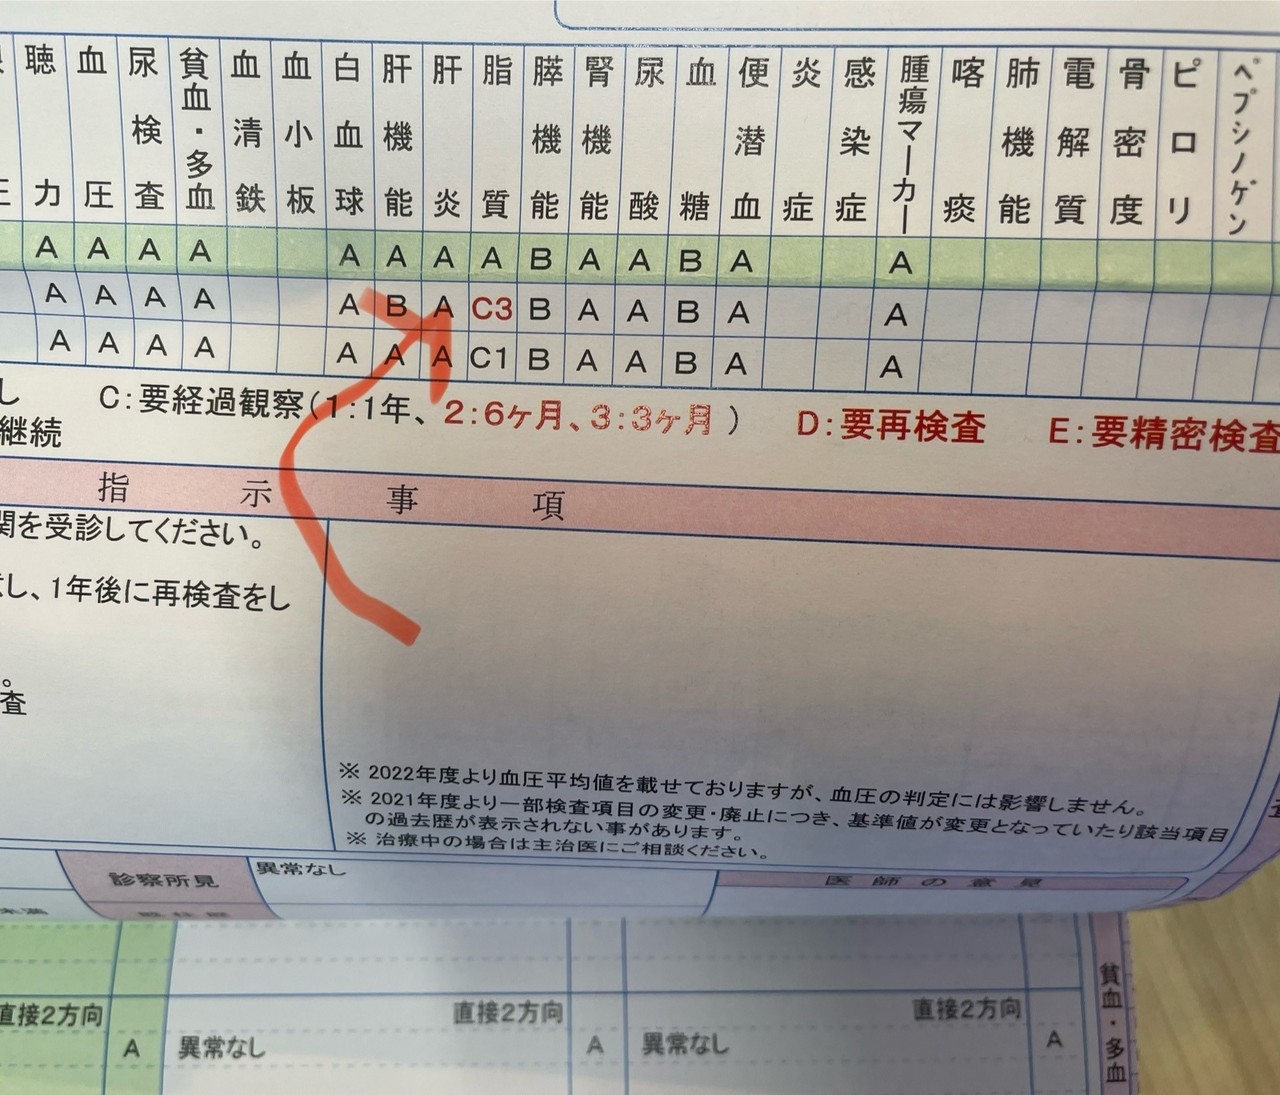 聴力 血圧 尿検査 貧血・多血 血清鉄 血小板 白血球 肝機能 肝炎 脂質 膵機能 腎機能 尿酸 血糖 便潜血 炎症 感染症 腫瘍マーカー 喀痰 肺機能 電解質 骨密度 ピロリ ペプシノゲン
A A A A A A A A B A A B A A
A A A A A B A C3 B A A B A A
A A A A A A A C1 B A A B A A
し C:要経過観察(1:1年、2:6ヶ月、3:3ヶ月) D:要再検査 E:要精密検査
継続
指示事項
関を受診してください。
し、1年後に再検査をし
。
査
※ 2022年度より血圧平均値を載せておりますが、血圧の判定には影響しません。
※ 2021年度より一部検査項目の変更・廃止につき、基準値が変更となっていたり該当項目
の過去歴が表示されない事があります。
※ 治療中の場合は主治医にご相談ください。
診察所見 異常なし 医師の意見
未満
直接2方向 直接2方向 直接2方向
A 異常なし A 異常なし A
貧血・多血